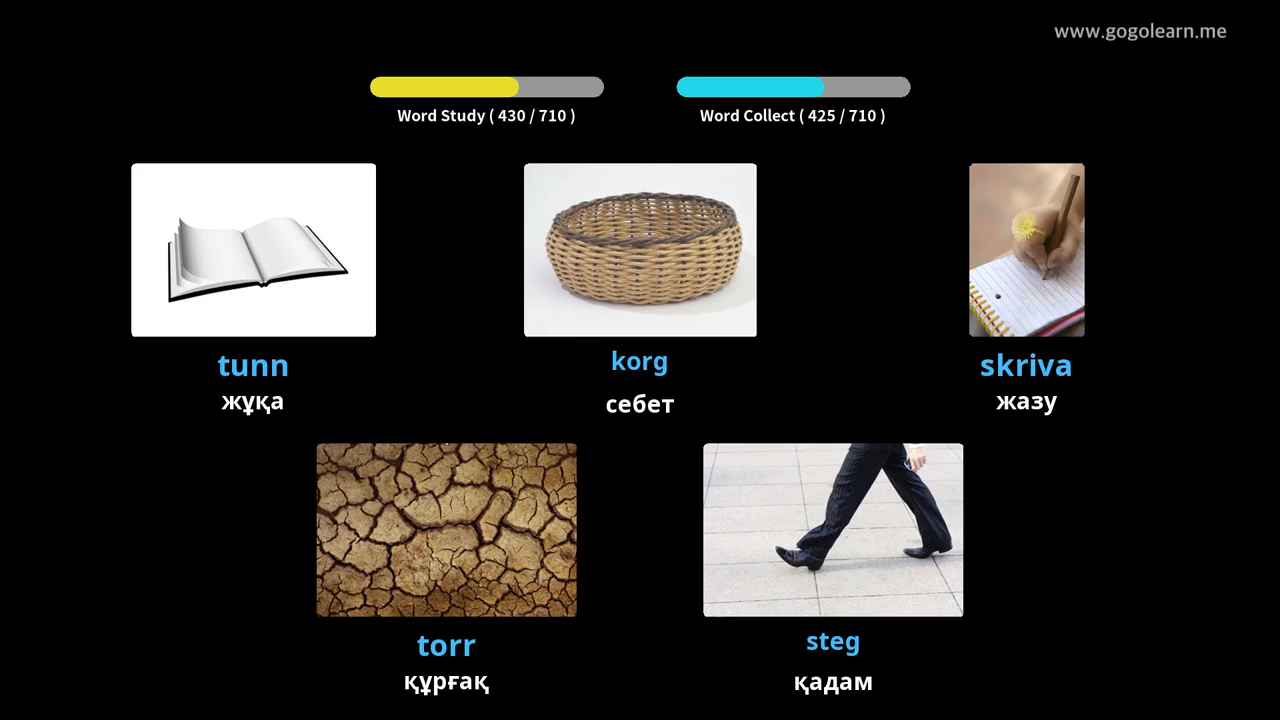 www.gogolearn.me
Word Study ( 430 / 710 )
Word Collect ( 425 / 710 )
tunn
жұқа
korg
себет
skriva
жазу
torr
құрғақ
steg
қадам